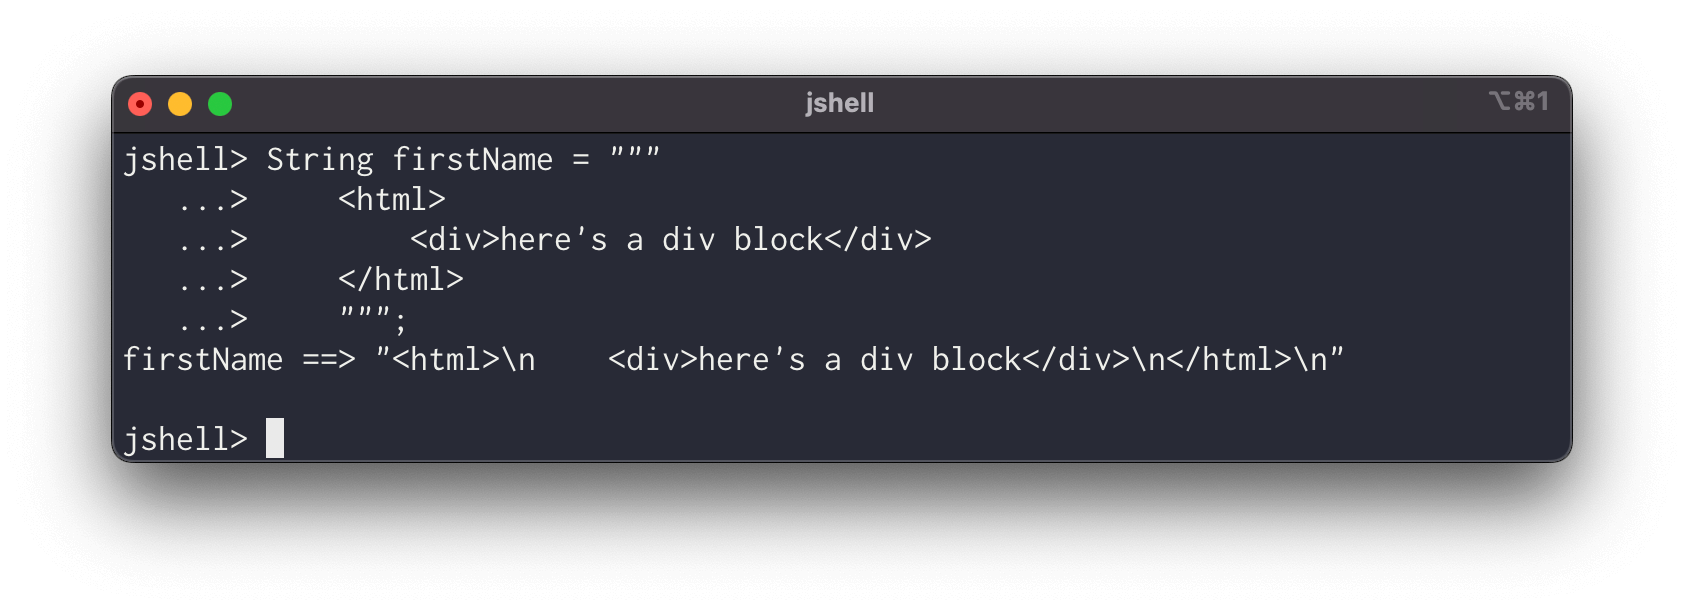 jshell
⌥⌘1
jshell> String firstName = """
   ...>     <html>
   ...>         <div>here's a div block</div>
   ...>     </html>
   ...>     """;
firstName ==> "<html>\n    <div>here's a div block</div>\n</html>\n"
jshell>